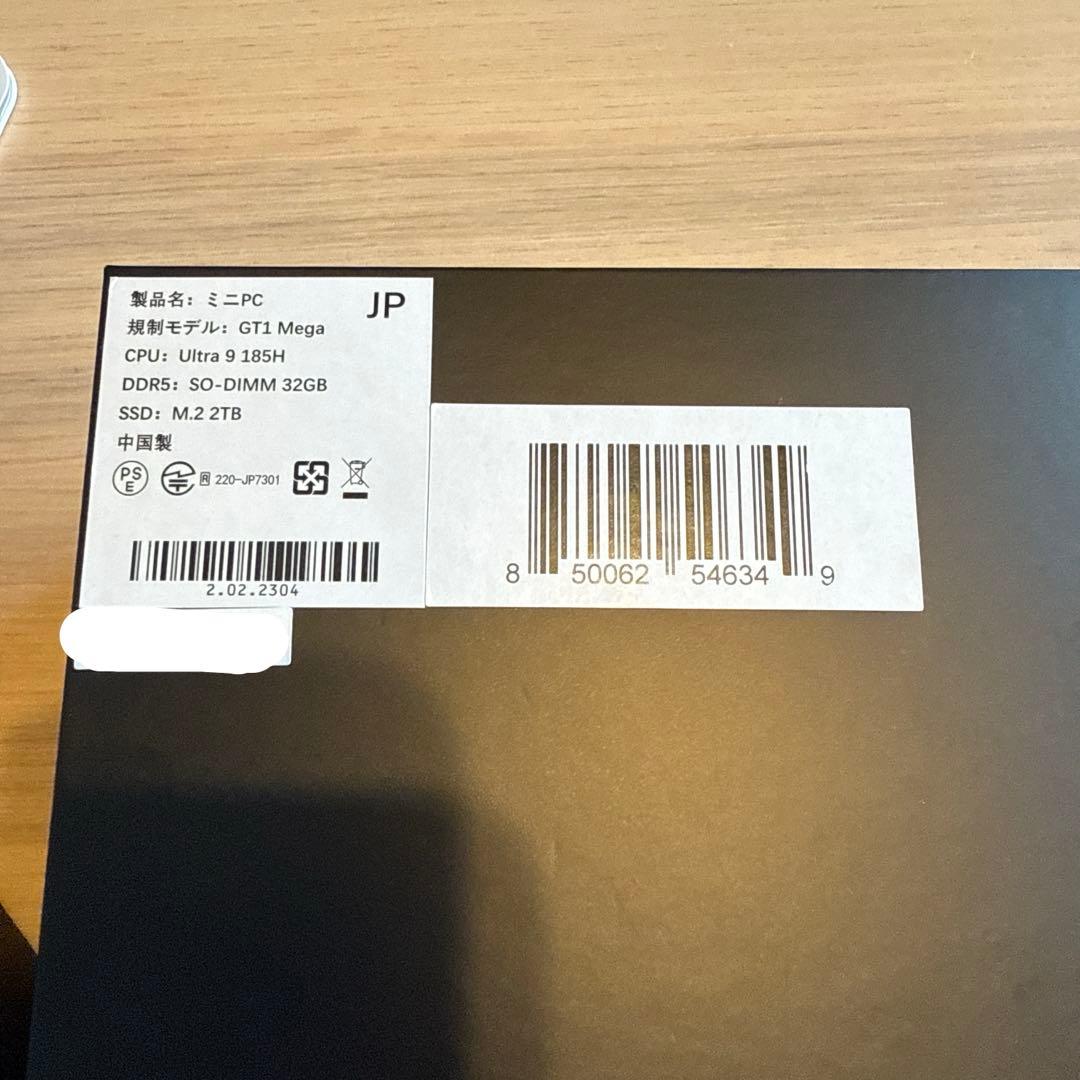 製品名：ミニPC
JP
規制モデル：GT1 Mega
CPU：Ultra 9 185H
DDR5：SO-DIMM 32GB
SSD：M.2 2TB
中国製
PS
E
R 220-JP7301
2.02.2304
8 50062 54634 9